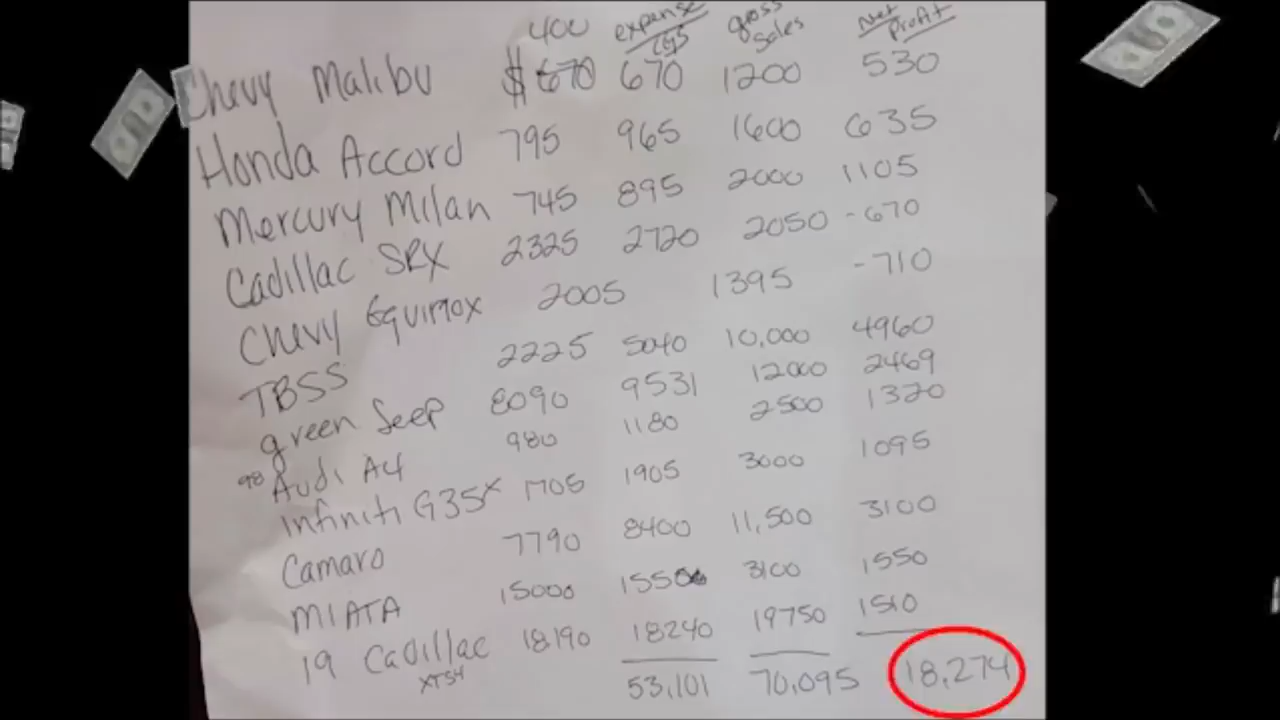 400 expense/CGS gross Sales Net Profit
Chevy Malibu $ 670 670 1200 530
Honda Accord 795 965 1600 635
Mercury Milan 745 895 2000 1105
Cadillac SRX 2325 2720 2050 -670
Chevy Equinox 2005 1395 -710
TBSS 2225 5040 10,000 4960
green Jeep 8090 9531 12000 2469
98 Audi A4 980 1180 2500 1320
Infiniti G35x 1705 1905 3000 1095
Camaro 7790 8400 11,500 3100
MIATA 15000 1550 3100 1550
19 Cadillac XTS4 18190 18240 19750 1510
53,101 70,095 18,274